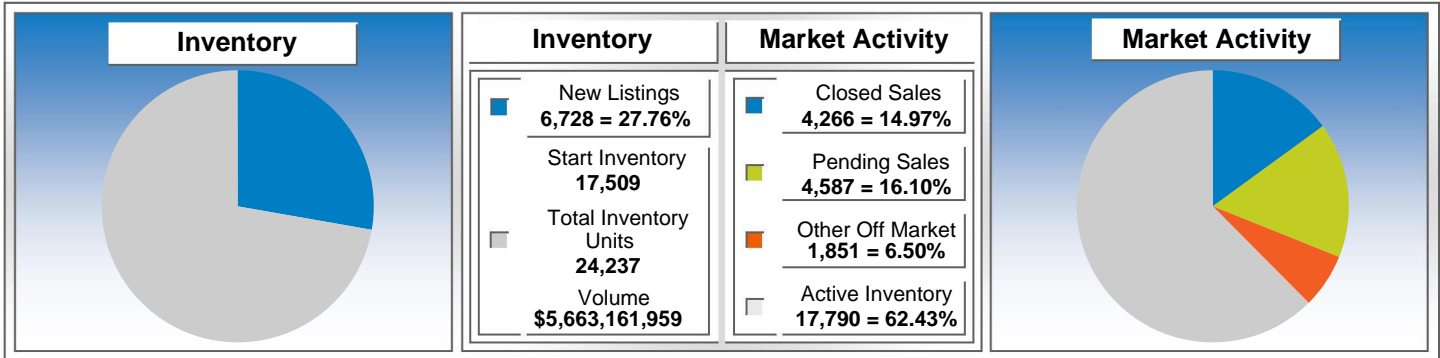 Inventory
Inventory
New Listings
6,728 = 27.76%
Start Inventory
17,509
Total Inventory
Units
24,237
Volume
$5,663,161,959
Market Activity
Closed Sales
4,266 = 14.97%
Pending Sales
4,587 = 16.10%
Other Off Market
1,851 = 6.50%
Active Inventory
17,790 = 62.43%
Market Activity